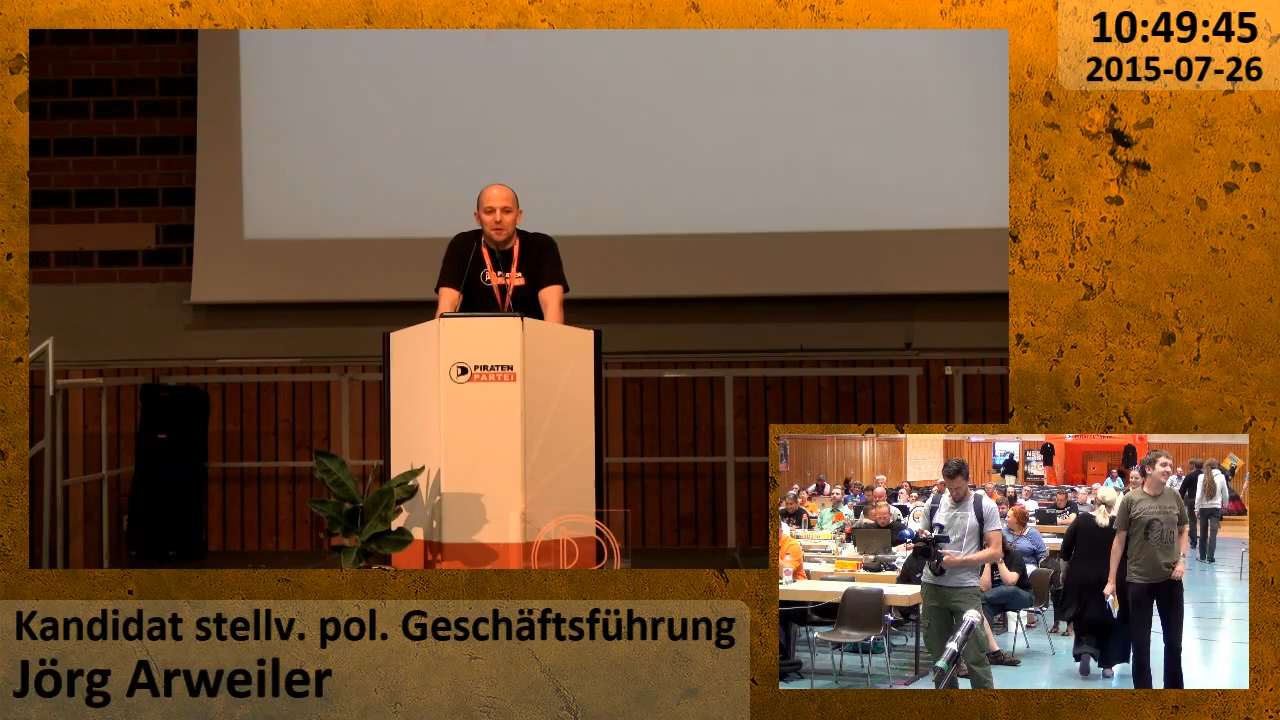 10:49:45
2015-07-26
PIRATEN
PARTEI
Kandidat stellv. pol. Geschäftsführung
Jörg Arweiler